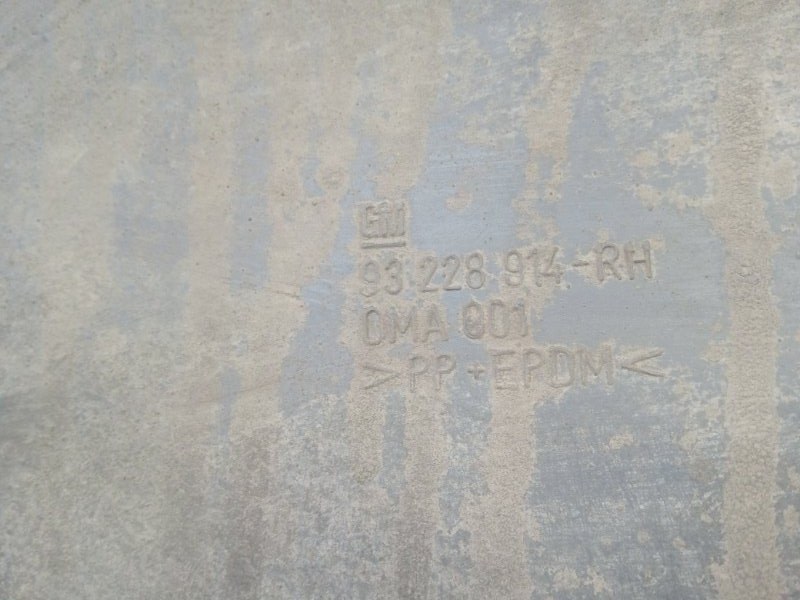 GM
93 228 914-RH
OMA 001
>PP+EPDM<